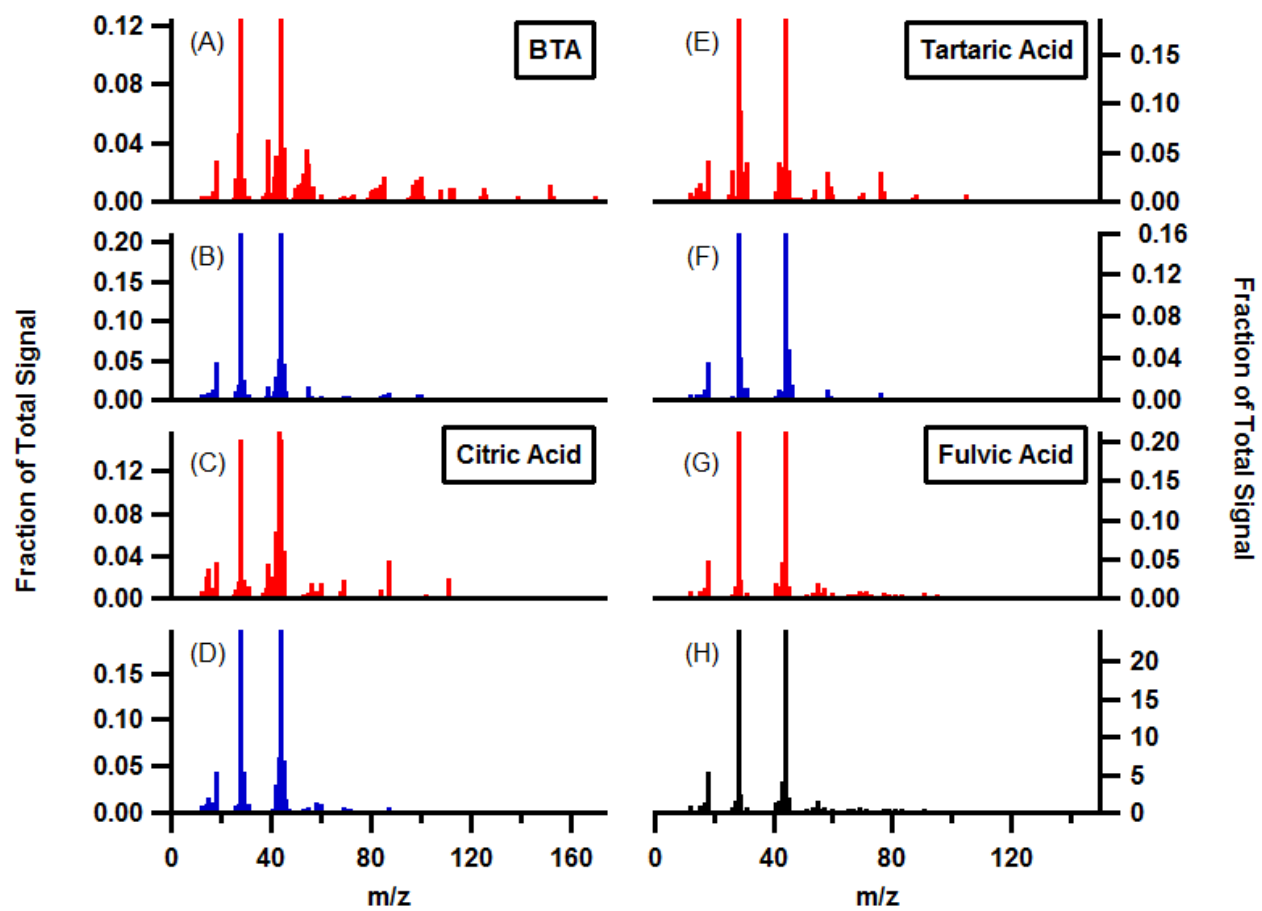 (A)
BTA
0.12
0.08
0.04
0.00
(E)
Tartaric Acid
0.15
0.10
0.05
0.00
(B)
0.20
0.15
0.10
0.05
0.00
(F)
0.16
0.12
0.08
0.04
0.00
(C)
Citric Acid
0.12
0.08
0.04
0.00
(G)
Fulvic Acid
0.20
0.15
0.10
0.05
0.00
(D)
0.15
0.10
0.05
0.00
(H)
20
15
10
5
0
0 40 80 120 160
0 40 80 120
m/z
m/z
Fraction of Total Signal
Fraction of Total Signal